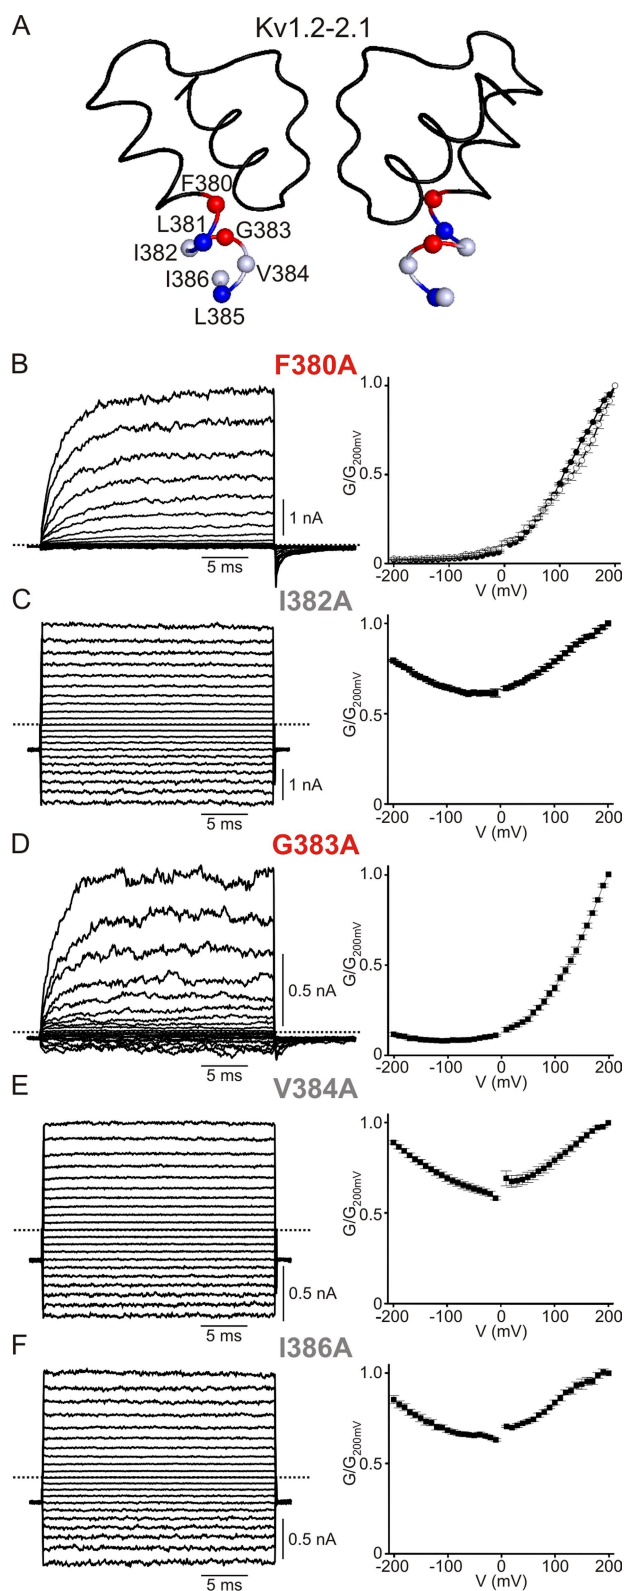 A
Kv1.2-2.1
F380
L381
G383
I382
I386
V384
L385
B
F380A
1 nA
5 ms
G/G200mV
1.0
0.5
0
-200
-100
0
100
200
V (mV)
C
I382A
1 nA
5 ms
G/G200mV
1.0
0.5
0
-200
-100
0
100
200
V (mV)
D
G383A
0.5 nA
5 ms
G/G200mV
1.0
0.5
0
-200
-100
0
100
200
V (mV)
E
V384A
0.5 nA
5 ms
G/G200mV
1.0
0.5
0
-200
-100
0
100
200
V (mV)
F
I386A
0.5 nA
5 ms
G/G200mV
1.0
0.5
0
-200
-100
0
100
200
V (mV)